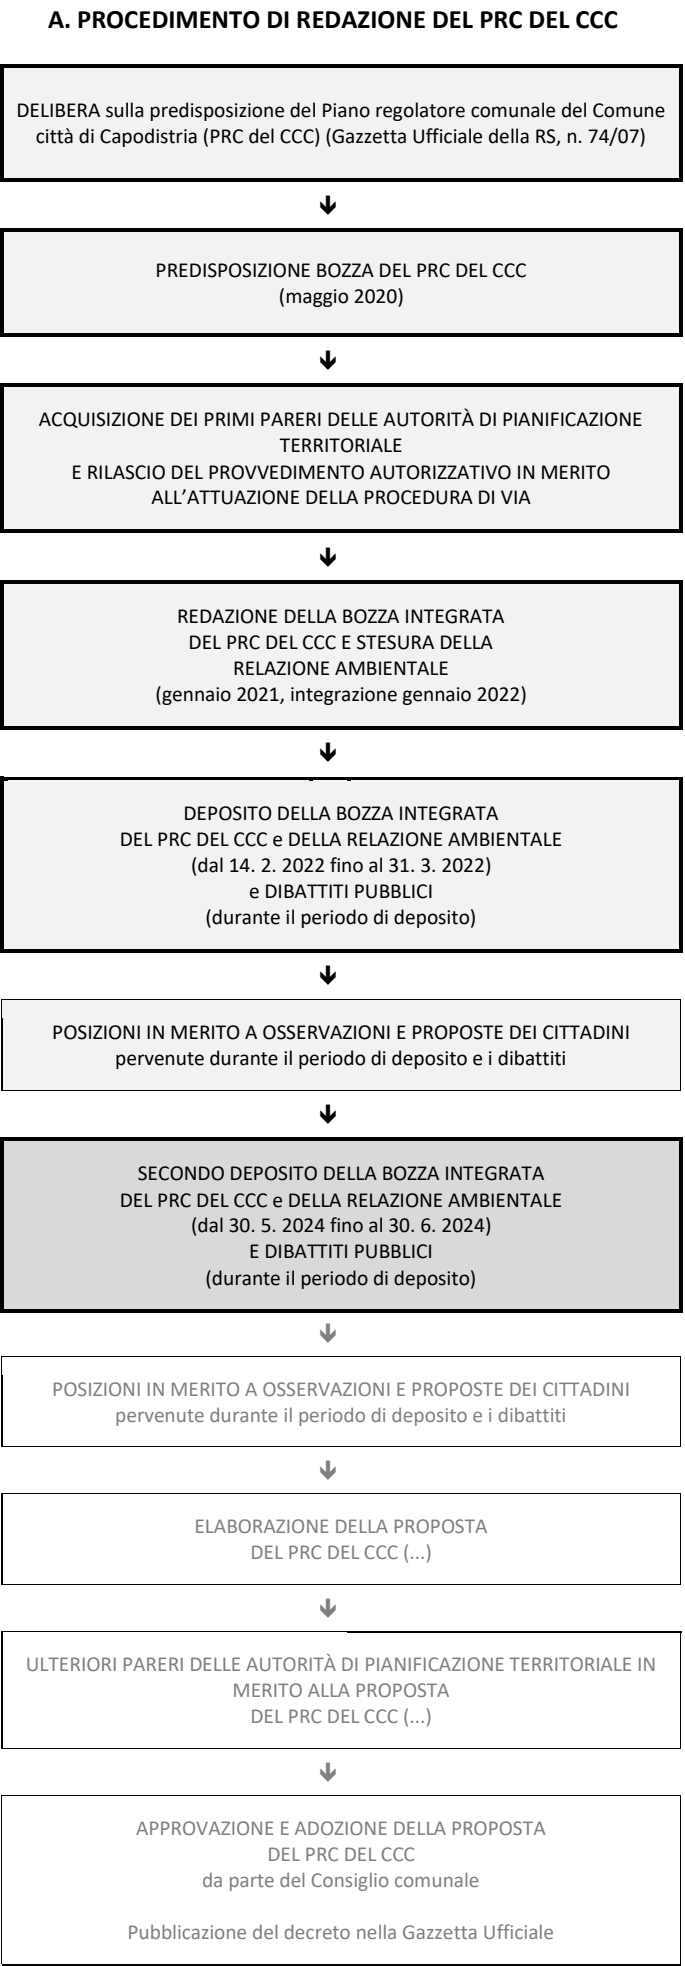 A. PROCEDIMENTO DI REDAZIONE DEL PRC DEL CCC
DELIBERA sulla predisposizione del Piano regolatore comunale del Comune
città di Capodistria (PRC del CCC) (Gazzetta Ufficiale della RS, n. 74/07)
PREDISPOSIZIONE BOZZA DEL PRC DEL CCC
(maggio 2020)
ACQUISIZIONE DEI PRIMI PARERI DELLE AUTORITÀ DI PIANIFICAZIONE
TERRITORIALE
E RILASCIO DEL PROVVEDIMENTO AUTORIZZATIVO IN MERITO
ALL’ATTUAZIONE DELLA PROCEDURA DI VIA
REDAZIONE DELLA BOZZA INTEGRATA
DEL PRC DEL CCC E STESURA DELLA
RELAZIONE AMBIENTALE
(gennaio 2021, integrazione gennaio 2022)
DEPOSITO DELLA BOZZA INTEGRATA
DEL PRC DEL CCC e DELLA RELAZIONE AMBIENTALE
(dal 14. 2. 2022 fino al 31. 3. 2022)
e DIBATTITI PUBBLICI
(durante il periodo di deposito)
POSIZIONI IN MERITO A OSSERVAZIONI E PROPOSTE DEI CITTADINI
pervenute durante il periodo di deposito e i dibattiti
SECONDO DEPOSITO DELLA BOZZA INTEGRATA
DEL PRC DEL CCC e DELLA RELAZIONE AMBIENTALE
(dal 30. 5. 2024 fino al 30. 6. 2024)
E DIBATTITI PUBBLICI
(durante il periodo di deposito)
POSIZIONI IN MERITO A OSSERVAZIONI E PROPOSTE DEI CITTADINI
pervenute durante il periodo di deposito e i dibattiti
ELABORAZIONE DELLA PROPOSTA
DEL PRC DEL CCC (...)
ULTERIORI PARERI DELLE AUTORITÀ DI PIANIFICAZIONE TERRITORIALE IN
MERITO ALLA PROPOSTA
DEL PRC DEL CCC (...)
APPROVAZIONE E ADOZIONE DELLA PROPOSTA
DEL PRC DEL CCC
da parte del Consiglio comunale
Pubblicazione del decreto nella Gazzetta Ufficiale